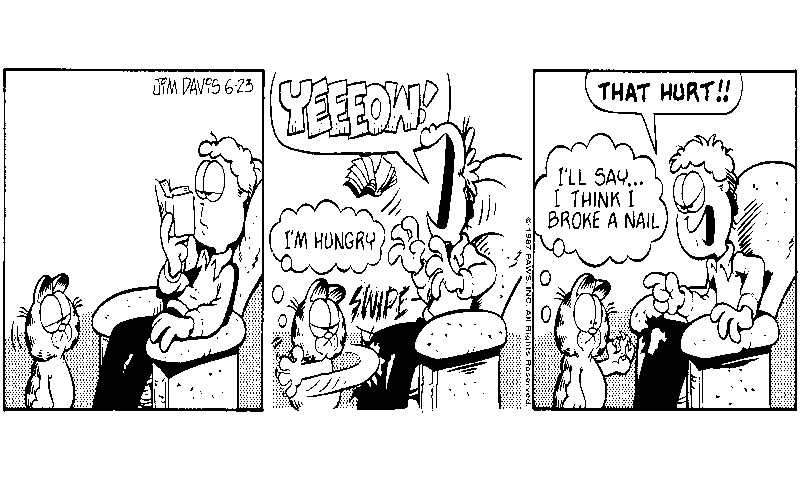 JIM DAVIS 6-23
YEEEOW!
I'M HUNGRY
SWIPE
© 1987 PAWS, INC. All Rights Reserved.
THAT HURT!!
I'LL SAY...
I THINK I
BROKE A NAIL